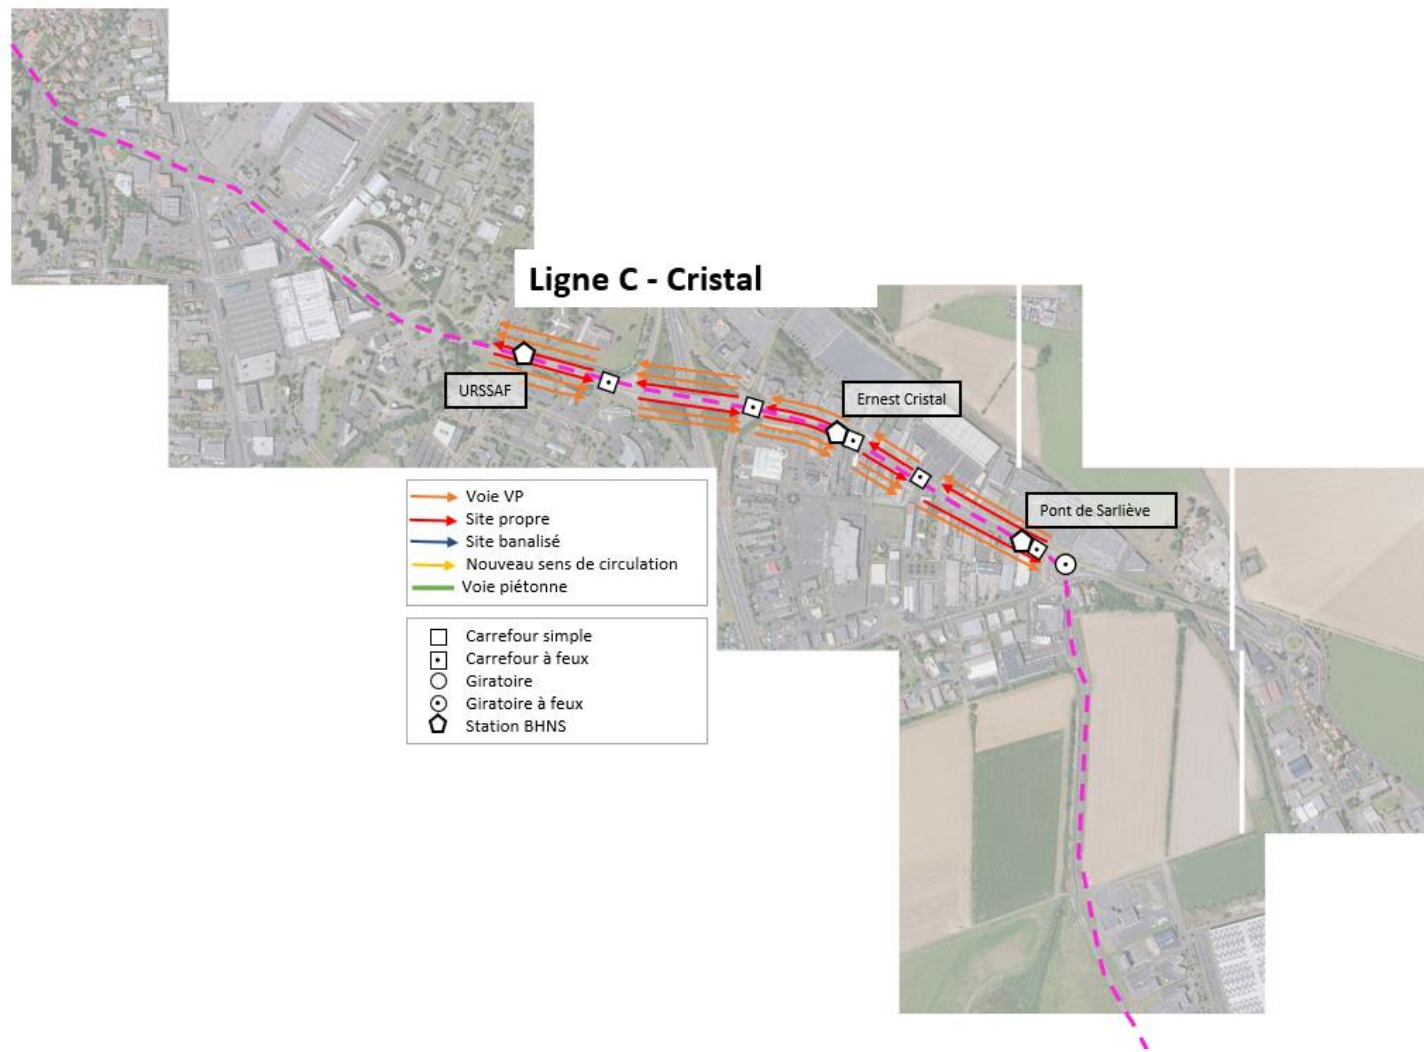 Ligne C - Cristal
URSSAF
Ernest Cristal
Pont de Sarliève
Voie VP
Site propre
Site banalisé
Nouveau sens de circulation
Voie piétonne
Carrefour simple
Carrefour à feux
Giratoire
Giratoire à feux
Station BHNS